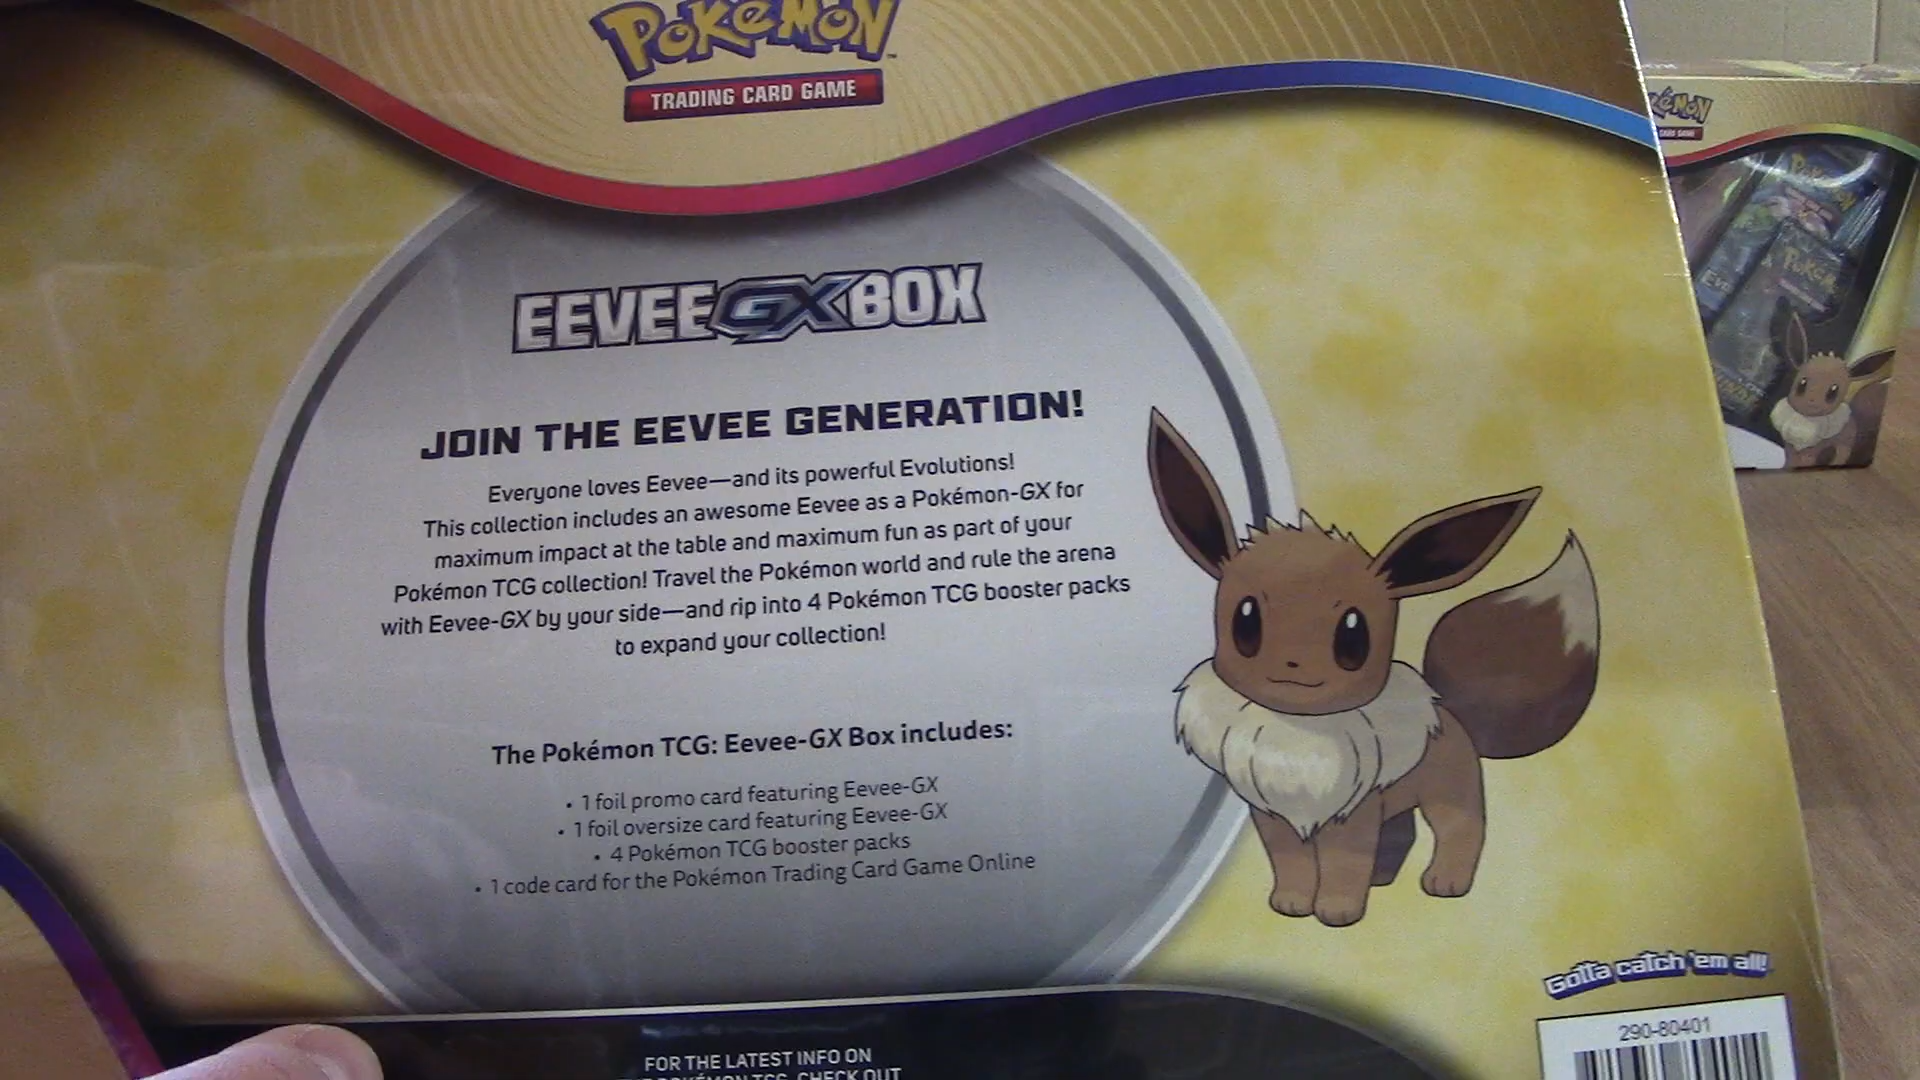 POKéMON
TRADING CARD GAME
EEVEE GX BOX
JOIN THE EEVEE GENERATION!
Everyone loves Eevee—and its powerful Evolutions!
This collection includes an awesome Eevee as a Pokémon-GX for
maximum impact at the table and maximum fun as part of your
Pokémon TCG collection! Travel the Pokémon world and rule the arena
with Eevee-GX by your side—and rip into 4 Pokémon TCG booster packs
to expand your collection!
The Pokémon TCG: Eevee-GX Box includes:
• 1 foil promo card featuring Eevee-GX
• 1 foil oversize card featuring Eevee-GX
• 4 Pokémon TCG booster packs
• 1 code card for the Pokémon Trading Card Game Online
Gotta catch 'em all!
290-80401
FOR THE LATEST INFO ON
POKÉMON TCG, CHECK OUT